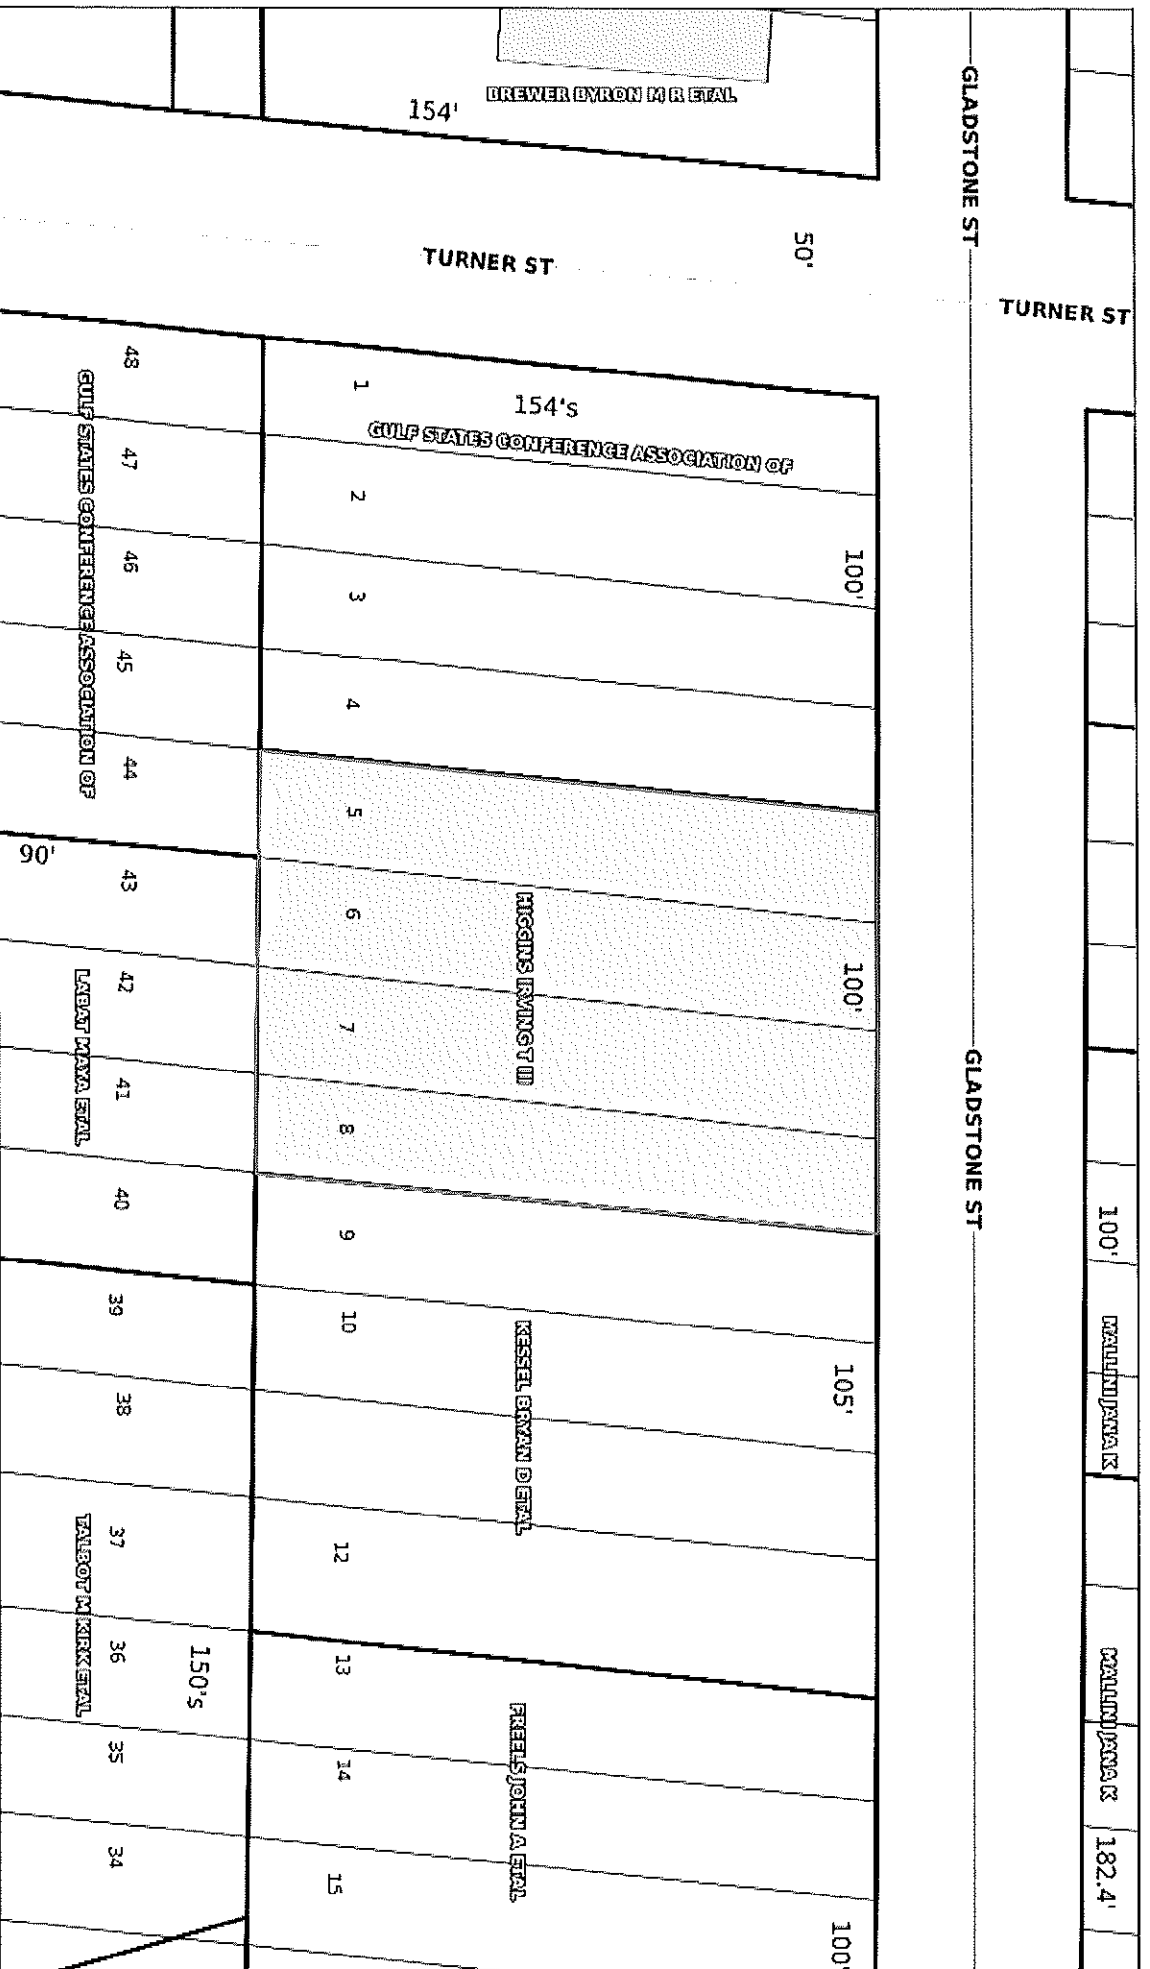 BREWER BYRON M R ETAL
154'
GLADSTONE ST
50'
TURNER ST
TURNER ST
48
1
154's
GULF STATES CONFERENCE ASSOCIATION OF
GULF STATES CONFERENCE ASSOCIATION OF
47
2
46
3
100'
45
4
44
5
90'
43
6
HIGGINS IRVING T III
100'
42
LABAT MAYA ETAL
7
41
8
GLADSTONE ST
40
9
100'
39
10
KESSEL BRYAN D ETAL
105'
MALLINI JANA K
38
37
12
TALBOT M KIRK ETAL
36
150's
13
FREELS JOHN A ETAL
MALLINI JANA K
35
14
34
15
182.4'
100'